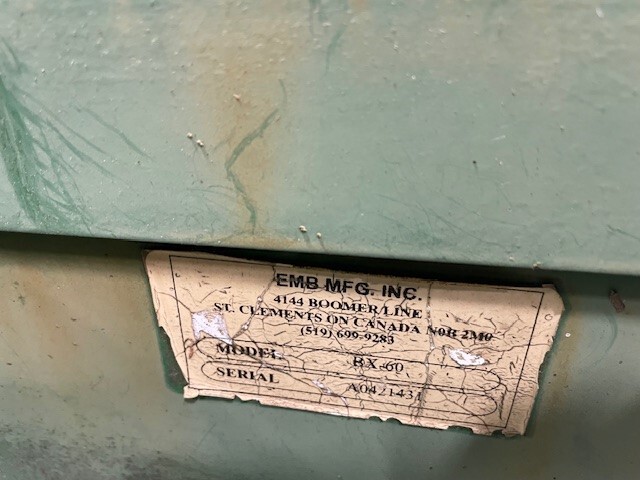 EMB MFG. INC.
4144 BOOMER LINE
ST. CLEMENTS ON CANADA N0B 2M0
(519) 699-9283
MODEL BX-60
SERIAL A0421431